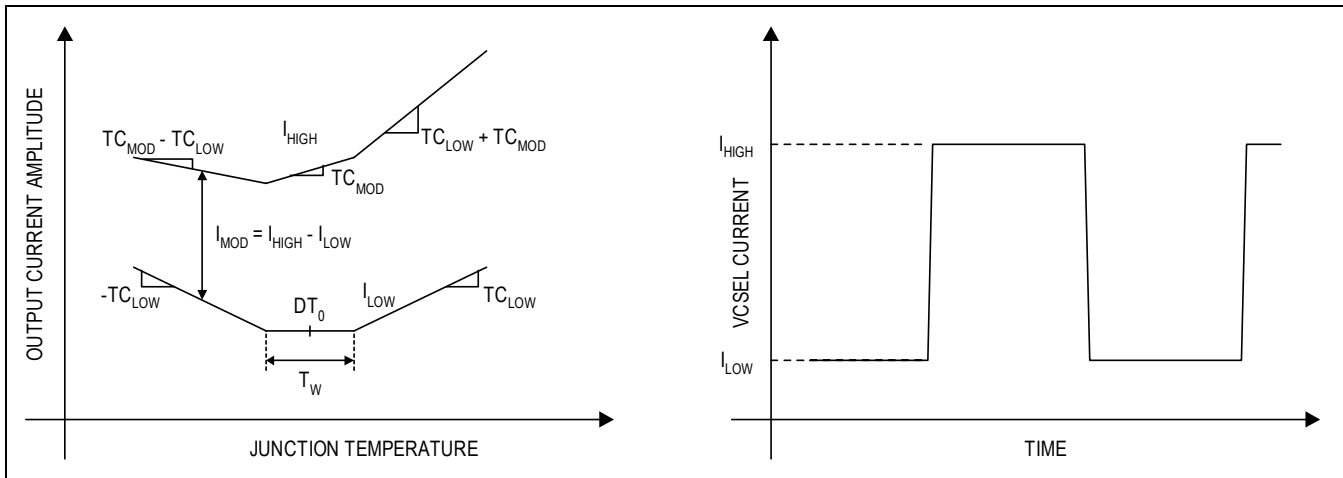 OUTPUT CURRENT AMPLITUDE
TC_MOD - TC_LOW
I_HIGH
TC_LOW + TC_MOD
TC_MOD
I_MOD = I_HIGH - I_LOW
-TC_LOW
DT_0
I_LOW
TC_LOW
T_W
JUNCTION TEMPERATURE
VCSEL CURRENT
I_HIGH
I_LOW
TIME